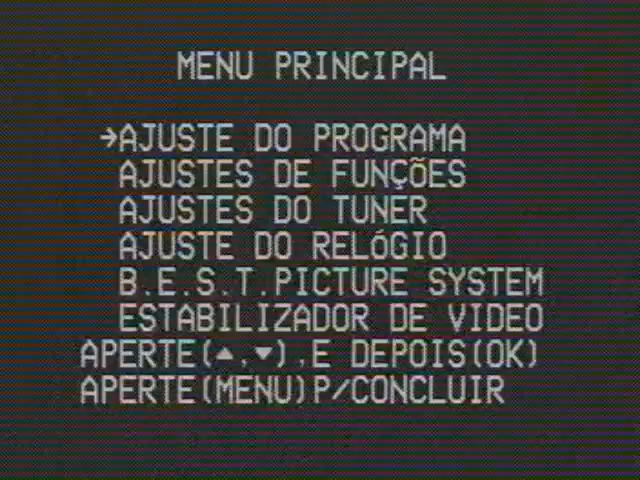 MENU PRINCIPAL
→AJUSTE DO PROGRAMA
AJUSTES DE FUNÇÕES
AJUSTES DO TUNER
AJUSTE DO RELÓGIO
B.E.S.T.PICTURE SYSTEM
ESTABILIZADOR DE VIDEO
APERTE(▲,▼),E DEPOIS(OK)
APERTE(MENU)P/CONCLUIR